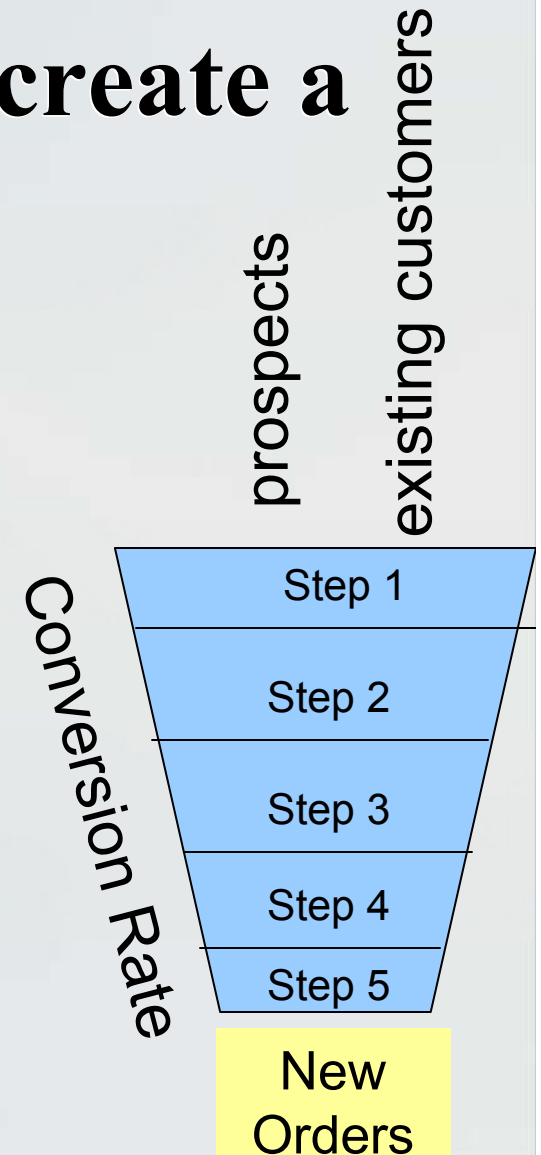 create a
prospects
existing customers
Conversion Rate
Step 1
Step 2
Step 3
Step 4
Step 5
New
Orders